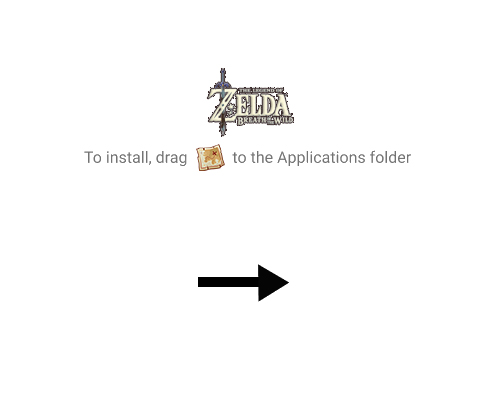 THE LEGEND OF
ZELDA
BREATH OF THE WILD
To install, drag to the Applications folder